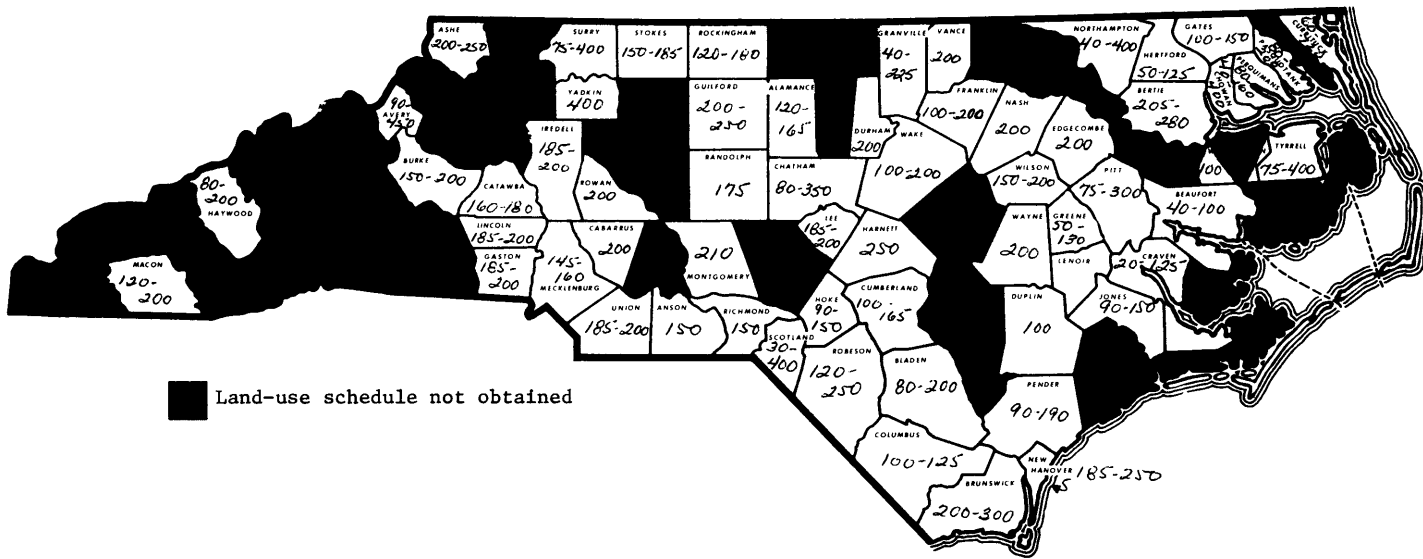 ASHE
200-250
SURRY
75-400
STOKES
150-185
ROCKINGHAM
120-180
GRANVILLE
40-
225
VANCE
200
NORTHAMPTON
40-400
GATES
100-150
CURRITUCK
PASQUOTANK
PERQUIMANS
CHOWAN
HERTFORD
50-125
BERTIE
205-
280
YADKIN
400
GUILFORD
200-
250
ALAMANCE
120-
165
FRANKLIN
100-200
NASH
200
EDGECOMBE
200
90-
AVERY
450
IREDELL
185-
200
DURHAM
200
WAKE
100-200
BURKE
150-200
CATAWBA
160-180
ROWAN
200
RANDOLPH
175
CHATHAM
80-350
WILSON
150-200
PITT
75-300
100
TYRRELL
75-400
BEAUFORT
40-100
80-
200
HAYWOOD
LINCOLN
185-200
CABARRUS
200
210
MONTGOMERY
LEE
185-
200
HARNETT
250
WAYNE
200
GREENE
50-
130
LENOIR
CRAVEN
20-125
MACON
120-
200
GASTON
185-
200
145-
160
MECKLENBURG
HOKE
90-
150
CUMBERLAND
100-
165
DUPLIN
100
JONES
90-150
UNION
185-200
ANSON
150
RICHMOND
150
SCOTLAND
30-
400
ROBESON
120-
250
BLADEN
80-200
PENDER
90-190
Land-use schedule not obtained
COLUMBUS
100-125
NEW
HANOVER 185-250
BRUNSWICK
200-300